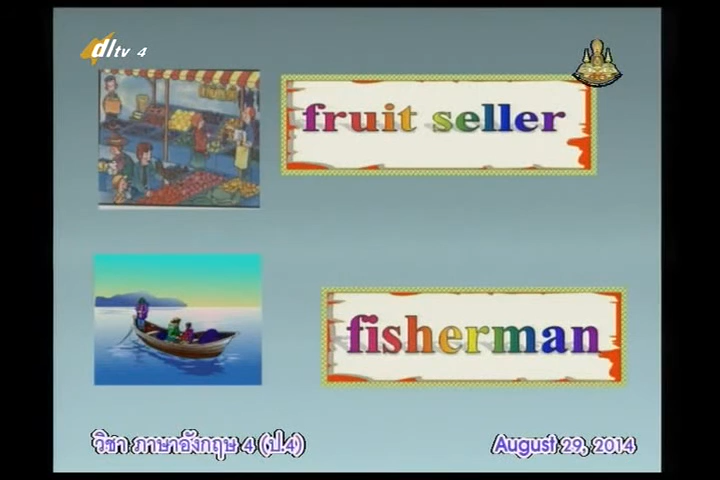 dltv 4
fruit seller
fisherman
วิชา ภาษาอังกฤษ 4 (ป.4)
August 29, 2014